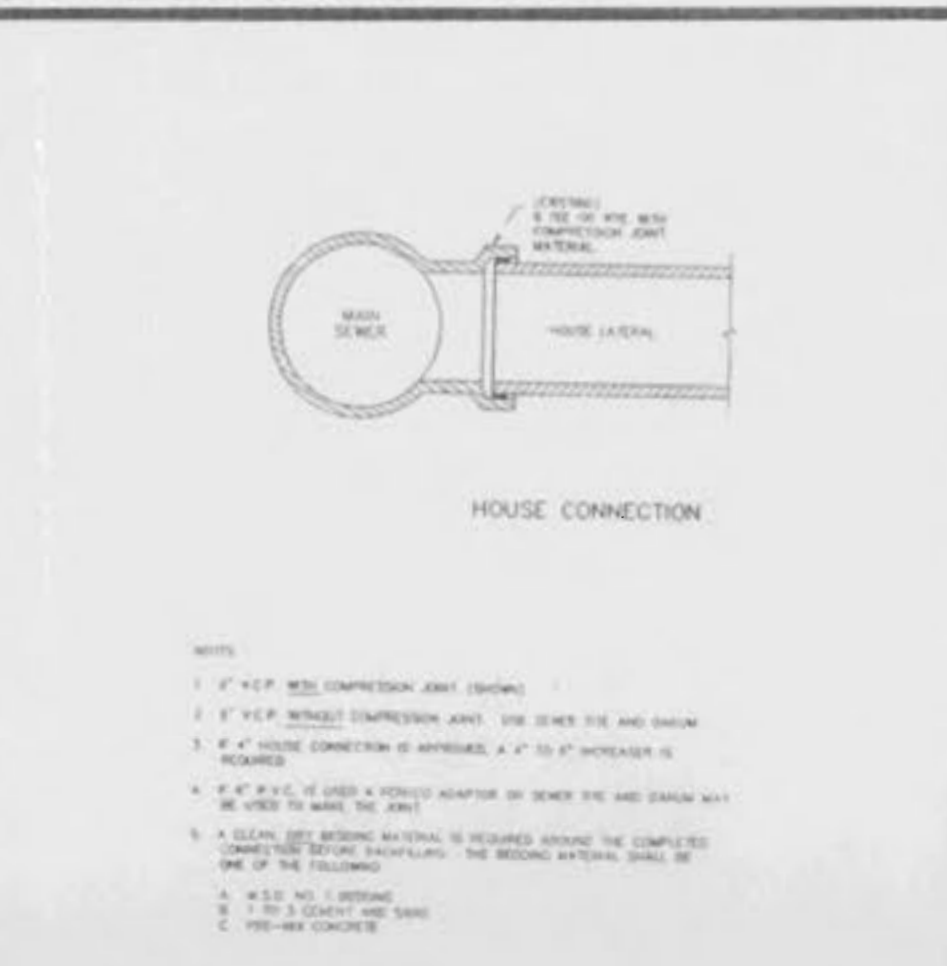 (EXISTING)
6 TEE OR WYE WITH
COMPRESSION JOINT
MATERIAL
MAIN
SEWER
HOUSE LATERAL
HOUSE CONNECTION
NOTES
1 6" V.C.P. WITH COMPRESSION JOINT (SHOWN)
2 6" V.C.P. WITHOUT COMPRESSION JOINT. USE SEWER TITE AND OAKUM
3 IF 4" HOUSE CONNECTION IS APPROVED, A 4" TO 6" INCREASER IS
REQUIRED
4 IF 6" P.V.C. IS USED A FERNCO ADAPTOR OR SEWER TITE AND OAKUM MAY
BE USED TO MAKE THE JOINT
5 A CLEAN, DRY BEDDING MATERIAL IS REQUIRED AROUND THE COMPLETED
CONNECTION BEFORE BACKFILLING. THE BEDDING MATERIAL SHALL BE
ONE OF THE FOLLOWING
A M.S.D. NO. 1 BEDDING
B 1 TO 3 CEMENT AND SAND
C PRE-MIX CONCRETE